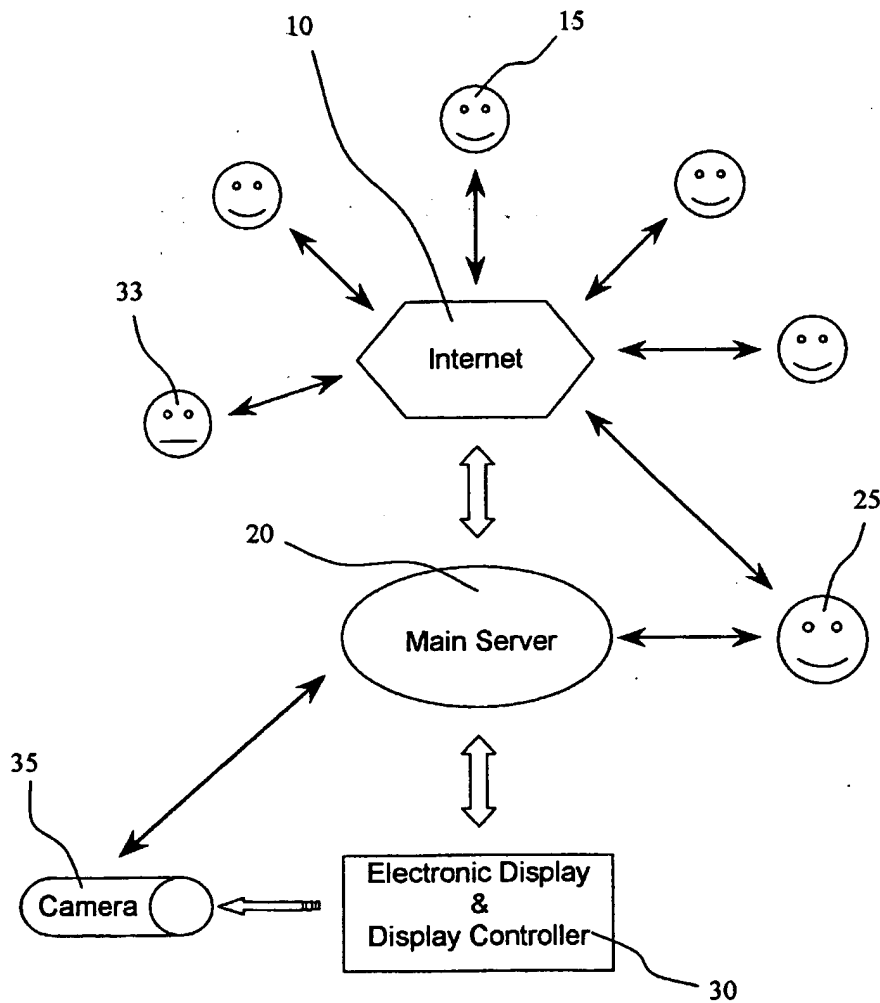 10
15
33
Internet
25
20
Main Server
35
Camera
Electronic Display
&
Display Controller
30